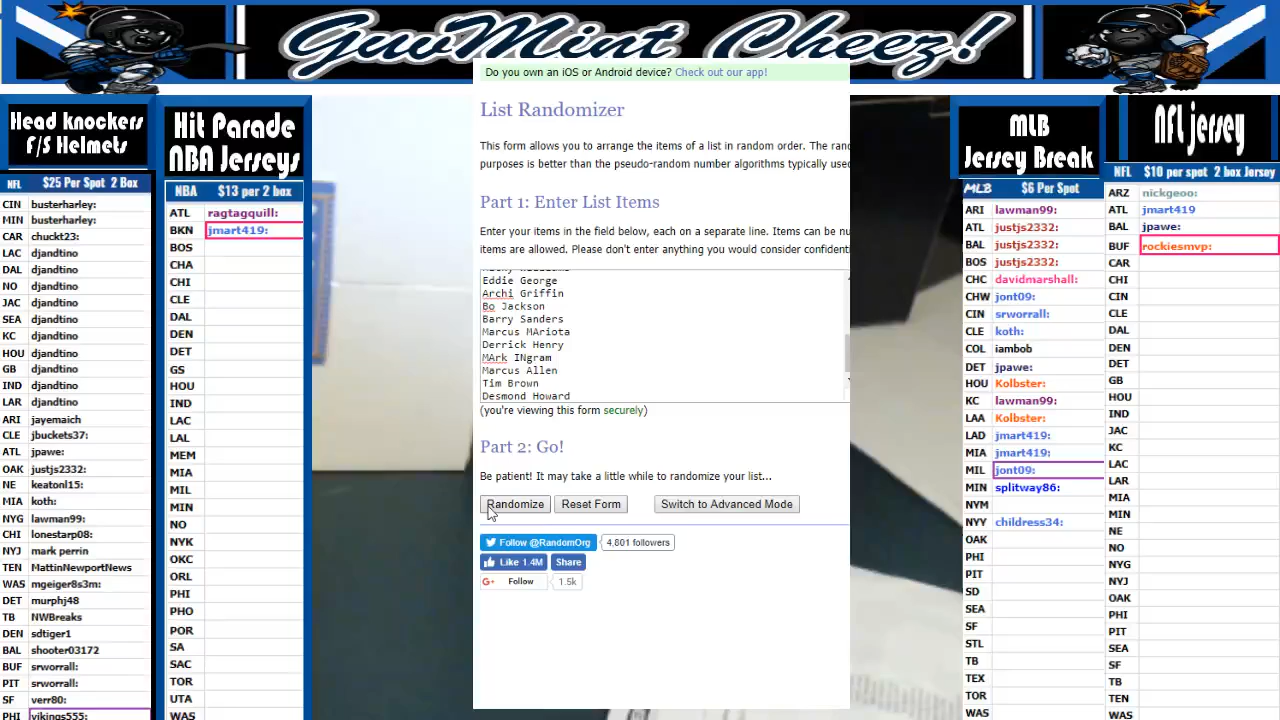 GuvMint Cheez!
Do you own an iOS or Android device? Check out our app!
List Randomizer
This form allows you to arrange the items of a list in random order. The ran
purposes is better than the pseudo-random number algorithms typically use
Part 1: Enter List Items
Enter your items in the field below, each on a separate line. Items can be nu
items are allowed. Please don't enter anything you would consider confident
Eddie George
Archi Griffin
Bo Jackson
Barry Sanders
Marcus MAriota
Derrick Henry
MArk INgram
Marcus Allen
Tim Brown
Desmond Howard
(you're viewing this form securely)
Part 2: Go!
Be patient! It may take a little while to randomize your list...
Randomize Reset Form Switch to Advanced Mode
Follow @RandomOrg 4,801 followers
Like 1.4M Share
G+ Follow 1.5k
Head knockers
F/S Helmets
NFL $25 Per Spot 2 Box
CIN busterharley:
MIN busterharley:
CAR chuckt23:
LAC djandtino
DAL djandtino
NO djandtino
JAC djandtino
SEA djandtino
KC djandtino
HOU djandtino
GB djandtino
IND djandtino
LAR djandtino
ARI jayemaich
CLE jbuckets37:
ATL jpawe:
OAK justjs2332:
NE keatonl15:
MIA koth:
NYG lawman99:
CHI lonestarp08:
NYJ mark perrin
TEN MattinNewportNews
WAS mgeiger8s3m:
DET murphj48
TB NWBreaks
DEN sdtiger1
BAL shooter03172
BUF srworrall:
PIT srworrall:
SF verr80:
PHI vikings555:
Hit Parade
NBA Jerseys
NBA $13 per 2 box
ATL ragtagquill:
BKN jmart419:
BOS
CHA
CHI
CLE
DAL
DEN
DET
GS
HOU
IND
LAC
LAL
MEM
MIA
MIL
MIN
NO
NYK
OKC
ORL
PHI
PHO
POR
SA
SAC
TOR
UTA
WAS
MLB
Jersey Break
MLB $6 Per Spot
ARI lawman99:
ATL justjs2332:
BAL justjs2332:
BOS justjs2332:
CHC davidmarshall:
CHW jont09:
CIN srworrall:
CLE koth:
COL iambob
DET jpawe:
HOU Kolbster:
KC lawman99:
LAA Kolbster:
LAD jmart419:
MIA jmart419:
MIL jont09:
MIN splitway86:
NYM
NYY childress34:
OAK
PHI
PIT
SD
SEA
SF
STL
TB
TEX
TOR
WAS
NFL jersey
NFL $10 per spot 2 box Jersey
ARZ nickgeoo:
ATL jmart419
BAL jpawe:
BUF rockiesmvp:
CAR
CHI
CIN
CLE
DAL
DEN
DET
GB
HOU
IND
JAC
KC
LAC
LAR
MIA
MIN
NE
NO
NYG
NYJ
OAK
PHI
PIT
SEA
SF
TB
TEN
WAS